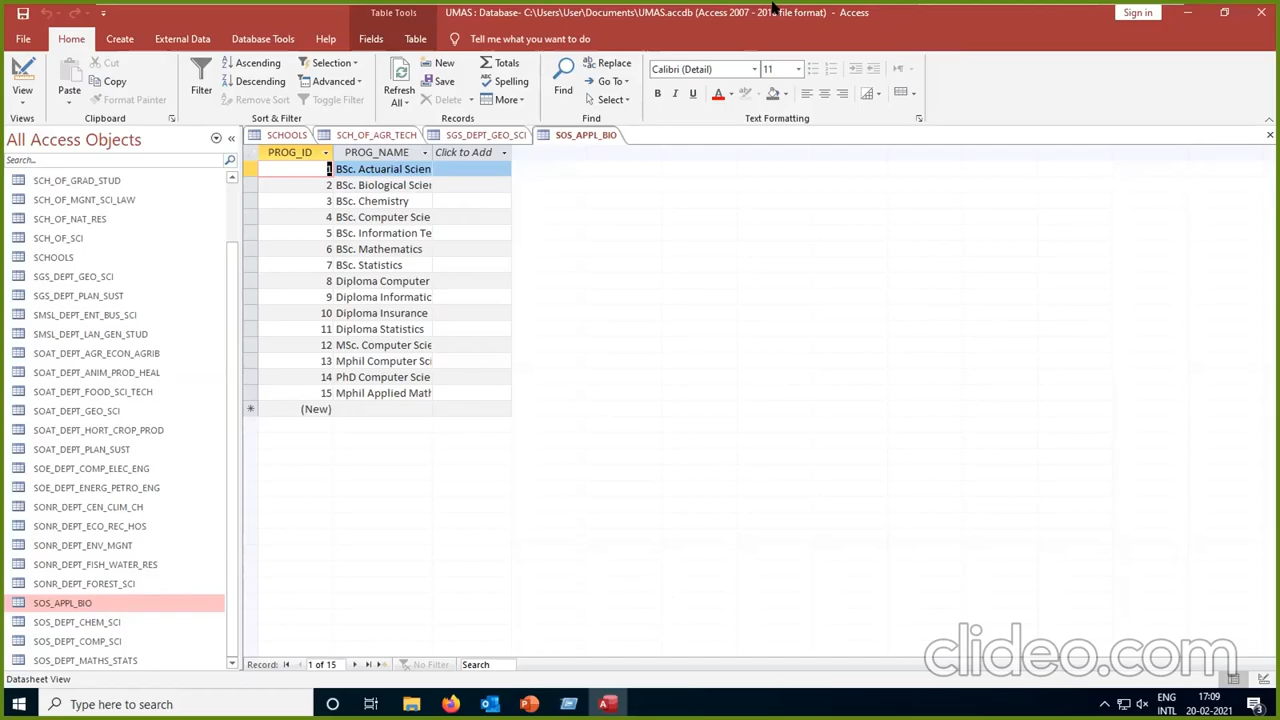 Table Tools
UMAS : Database- C:\Users\User\Documents\UMAS.accdb (Access 2007 - 2016 file format) - Access
Sign in
File Home Create External Data Database Tools Help Fields Table Tell me what you want to do
View
Views
Paste
Cut
Copy
Format Painter
Clipboard
Filter
Ascending
Descending
Remove Sort
Selection
Advanced
Toggle Filter
Sort & Filter
Refresh
All
New
Save
Delete
Totals
Spelling
More
Records
Find
Replace
Go To
Select
Find
Calibri (Detail) 11
B I U A
Text Formatting
All Access Objects
Search...
SCH_OF_GRAD_STUD
SCH_OF_MGNT_SCI_LAW
SCH_OF_NAT_RES
SCH_OF_SCI
SCHOOLS
SGS_DEPT_GEO_SCI
SGS_DEPT_PLAN_SUST
SMSL_DEPT_ENT_BUS_SCI
SMSL_DEPT_LAN_GEN_STUD
SOAT_DEPT_AGR_ECON_AGRIB
SOAT_DEPT_ANIM_PROD_HEAL
SOAT_DEPT_FOOD_SCI_TECH
SOAT_DEPT_GEO_SCI
SOAT_DEPT_HORT_CROP_PROD
SOAT_DEPT_PLAN_SUST
SOE_DEPT_COMP_ELEC_ENG
SOE_DEPT_ENERG_PETRO_ENG
SONR_DEPT_CEN_CLIM_CH
SONR_DEPT_ECO_REC_HOS
SONR_DEPT_ENV_MGNT
SONR_DEPT_FISH_WATER_RES
SONR_DEPT_FOREST_SCI
SOS_APPL_BIO
SOS_DEPT_CHEM_SCI
SOS_DEPT_COMP_SCI
SOS_DEPT_MATHS_STATS
SCHOOLS SCH_OF_AGR_TECH SGS_DEPT_GEO_SCI SOS_APPL_BIO
PROG_ID PROG_NAME Click to Add
1 BSc. Actuarial Scien
2 BSc. Biological Scien
3 BSc. Chemistry
4 BSc. Computer Scie
5 BSc. Information Te
6 BSc. Mathematics
7 BSc. Statistics
8 Diploma Computer
9 Diploma Informatic
10 Diploma Insurance
11 Diploma Statistics
12 MSc. Computer Scie
13 Mphil Computer Sci
14 PhD Computer Scie
15 Mphil Applied Math
(New)
Record: 1 of 15 No Filter Search
clideo.com
Datasheet View
Type here to search
ENG
INTL
17:09
20-02-2021
3